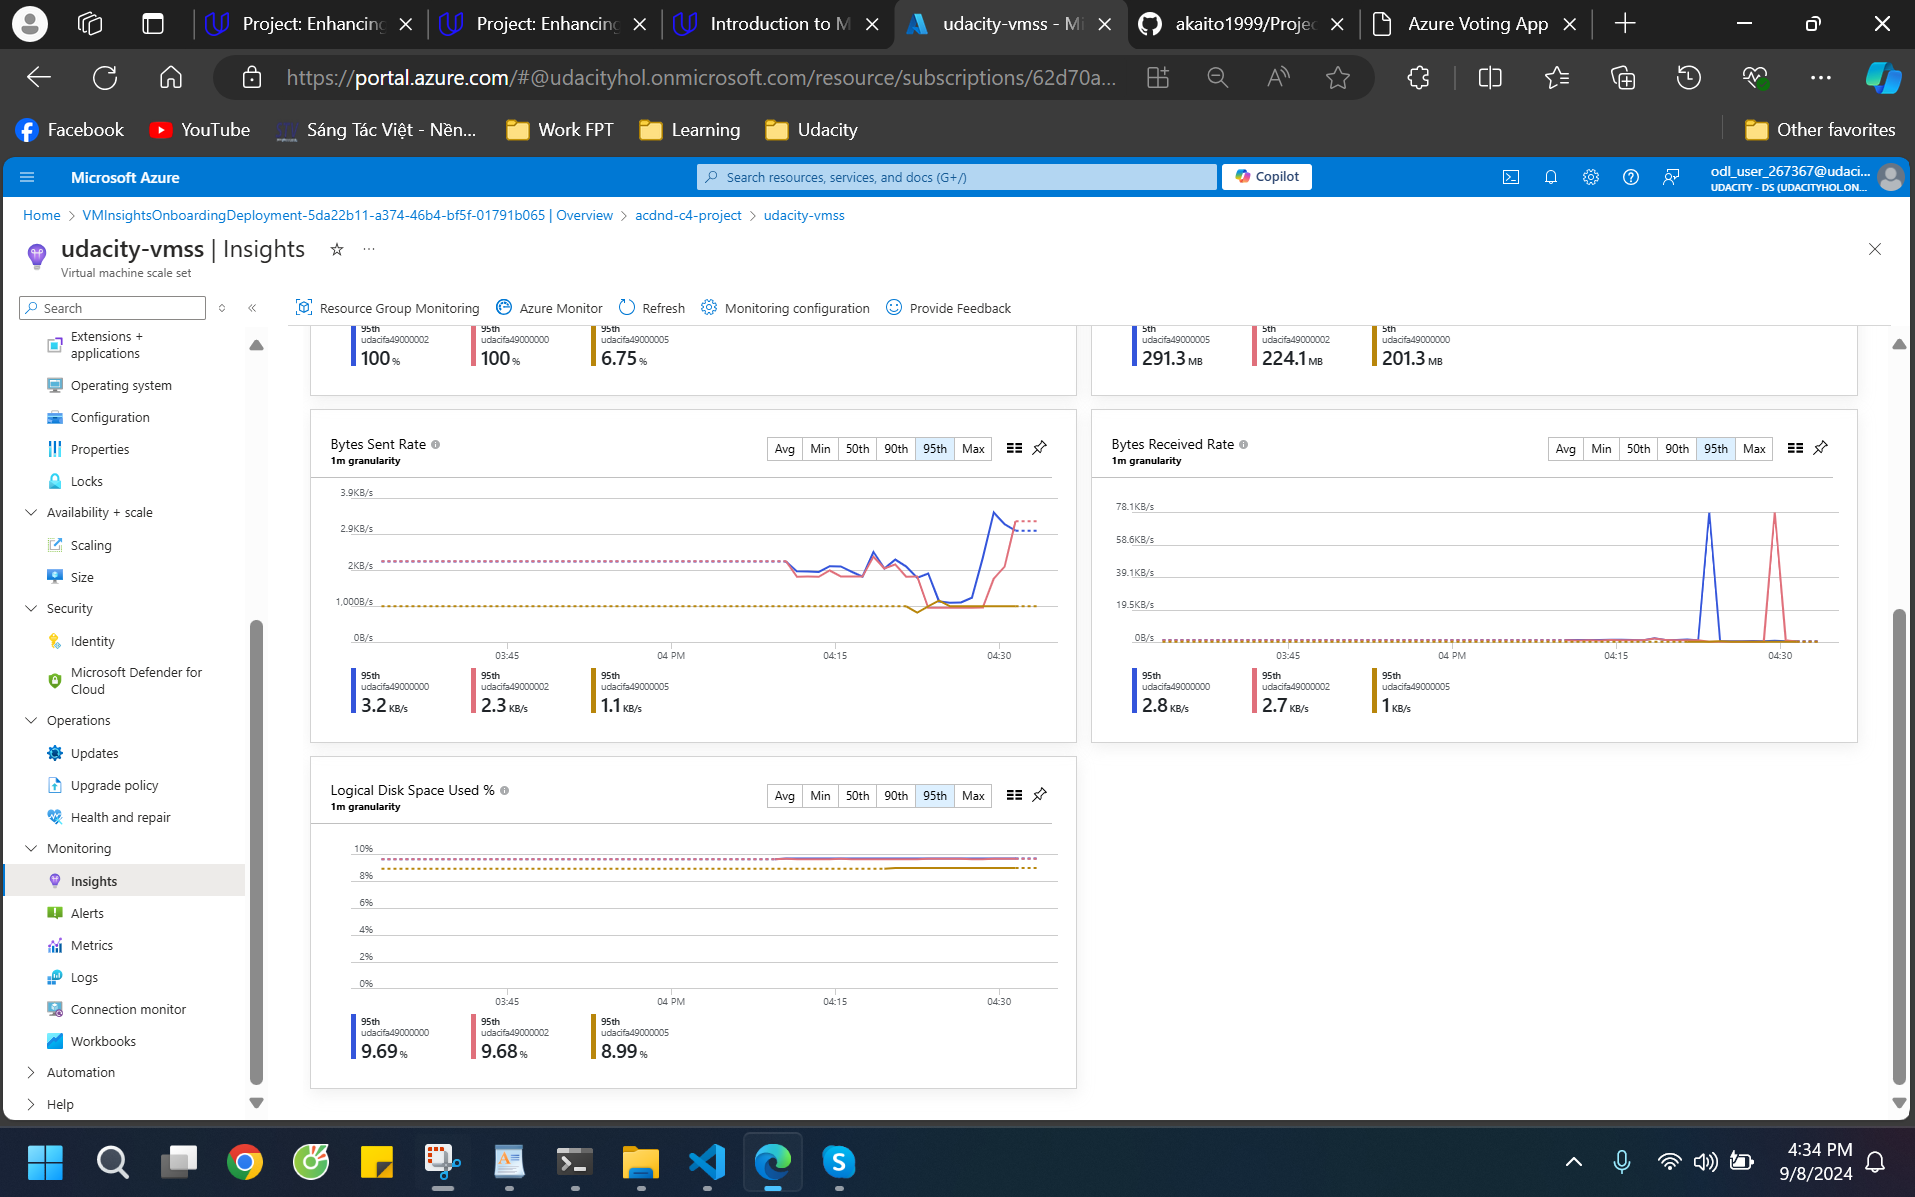 Project: Enhancing
Project: Enhancing
Introduction to M
udacity-vmss - Mi
akaito1999/Projec
Azure Voting App
https://portal.azure.com/#@udacityhol.onmicrosoft.com/resource/subscriptions/62d70a...
Facebook
YouTube
Sáng Tác Việt - Nền...
Work FPT
Learning
Udacity
Other favorites
Microsoft Azure
Search resources, services, and docs (G+/)
Copilot
odl_user_267367@udaci...
UDACITY - DS (UDACITYHOL.ON...
Home > VMInsightsOnboardingDeployment-5da22b11-a374-46b4-bf5f-01791b065 | Overview > acdnd-c4-project > udacity-vmss
udacity-vmss | Insights
Virtual machine scale set
Search
Resource Group Monitoring
Azure Monitor
Refresh
Monitoring configuration
Provide Feedback
Extensions +
applications
Operating system
Configuration
Properties
Locks
Availability + scale
Scaling
Size
Security
Identity
Microsoft Defender for
Cloud
Operations
Updates
Upgrade policy
Health and repair
Monitoring
Insights
Alerts
Metrics
Logs
Connection monitor
Workbooks
Automation
Help
95th
udacifa49000002
100 %
95th
udacifa49000000
100 %
95th
udacifa49000005
6.75 %
5th
udacifa49000005
291.3 MB
5th
udacifa49000002
224.1 MB
5th
udacifa49000000
201.3 MB
Bytes Sent Rate
1m granularity
Avg Min 50th 90th 95th Max
3.9KB/s
2.9KB/s
2KB/s
1,000B/s
0B/s
03:45 04 PM 04:15 04:30
95th
udacifa49000000
3.2 KB/s
95th
udacifa49000002
2.3 KB/s
95th
udacifa49000005
1.1 KB/s
Bytes Received Rate
1m granularity
Avg Min 50th 90th 95th Max
78.1KB/s
58.6KB/s
39.1KB/s
19.5KB/s
0B/s
03:45 04 PM 04:15 04:30
95th
udacifa49000000
2.8 KB/s
95th
udacifa49000002
2.7 KB/s
95th
udacifa49000005
1 KB/s
Logical Disk Space Used %
1m granularity
Avg Min 50th 90th 95th Max
10%
8%
6%
4%
2%
0%
03:45 04 PM 04:15 04:30
95th
udacifa49000000
9.69 %
95th
udacifa49000002
9.68 %
95th
udacifa49000005
8.99 %
4:34 PM
9/8/2024